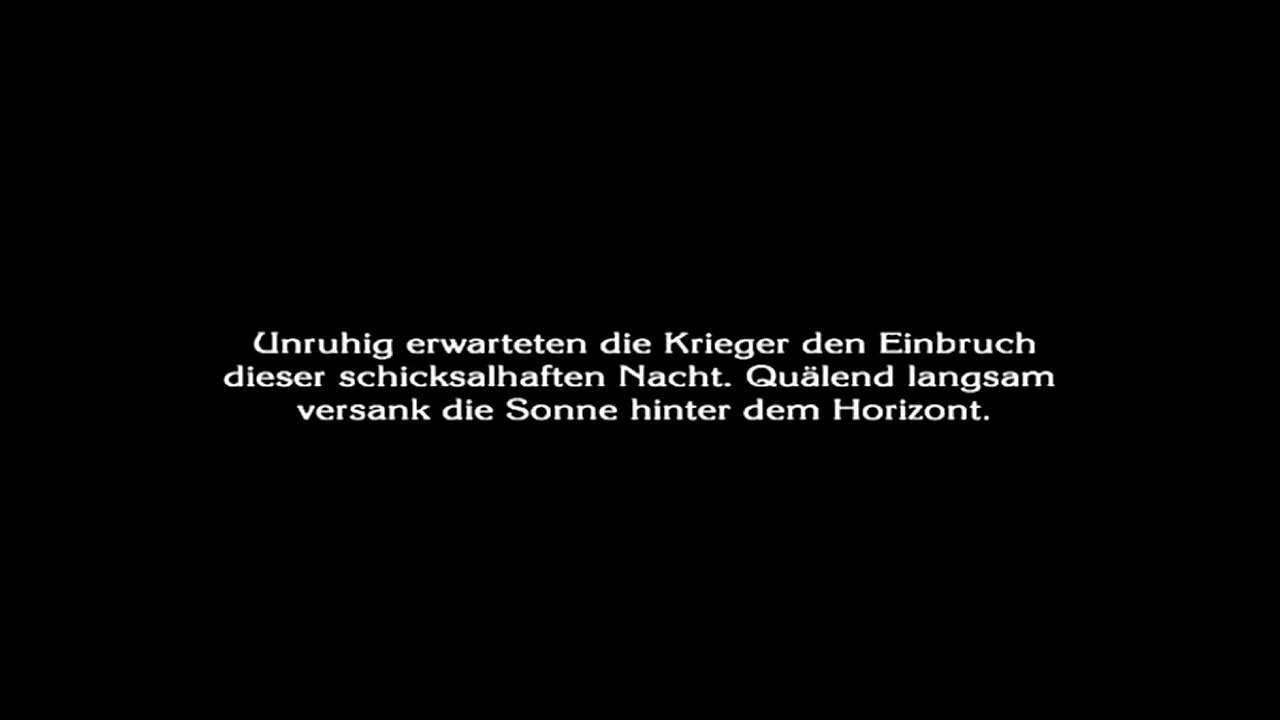 Unruhig erwarteten die Krieger den Einbruch
dieser schicksalhaften Nacht. Quälend langsam
versank die Sonne hinter dem Horizont.